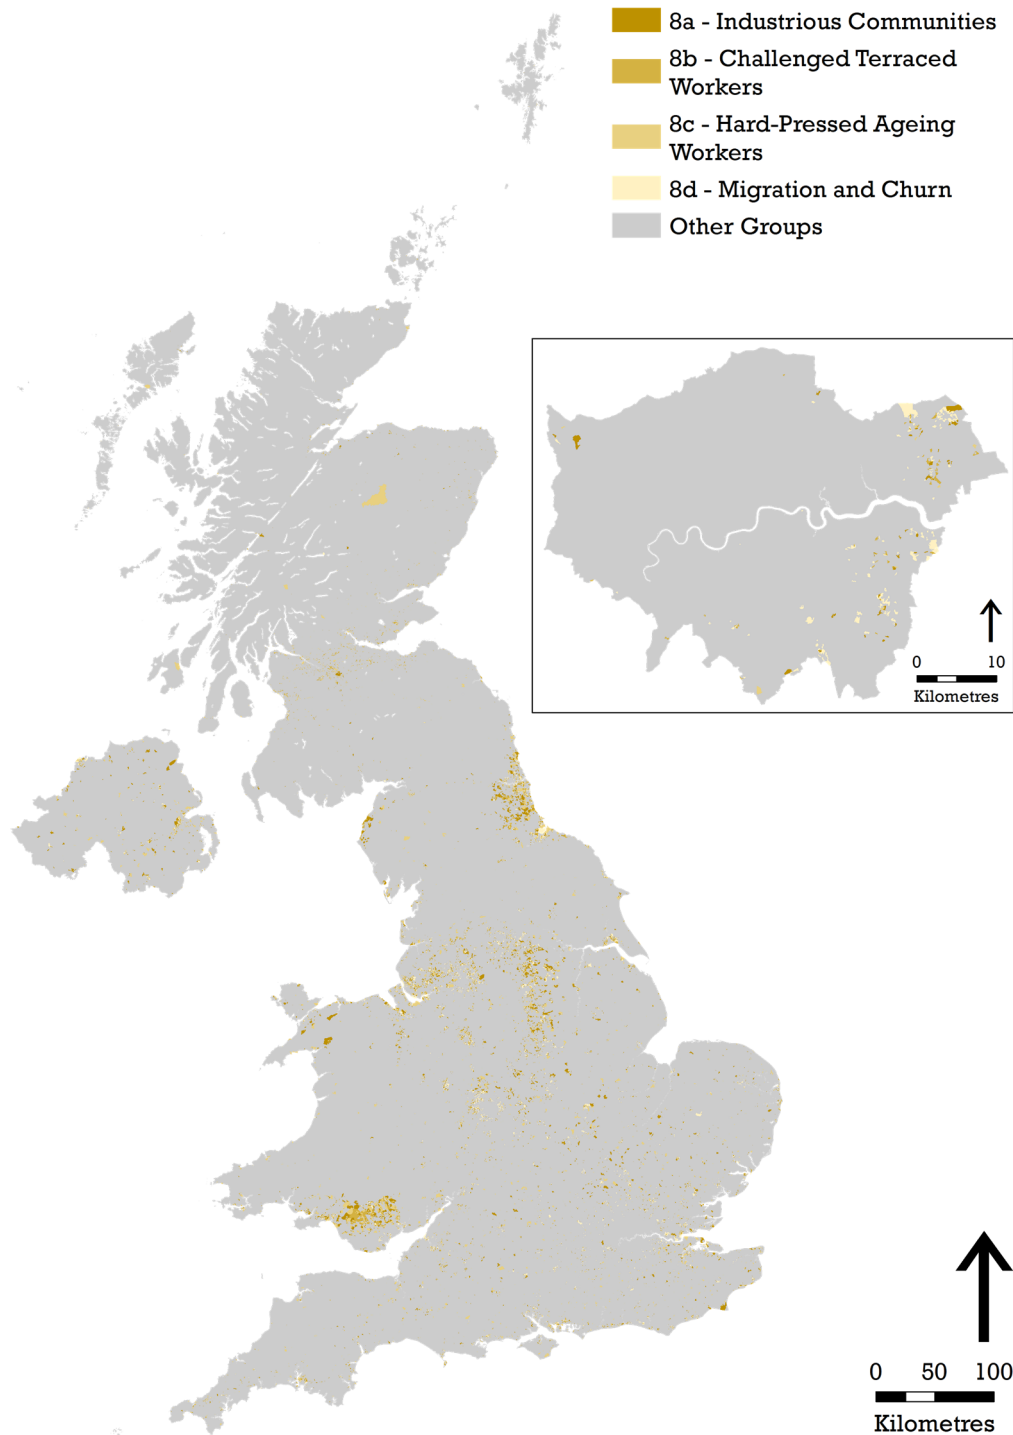 8a - Industrious Communities
8b - Challenged Terraced
Workers
8c - Hard-Pressed Ageing
Workers
8d - Migration and Churn
Other Groups
0 10
Kilometres
0 50 100
Kilometres